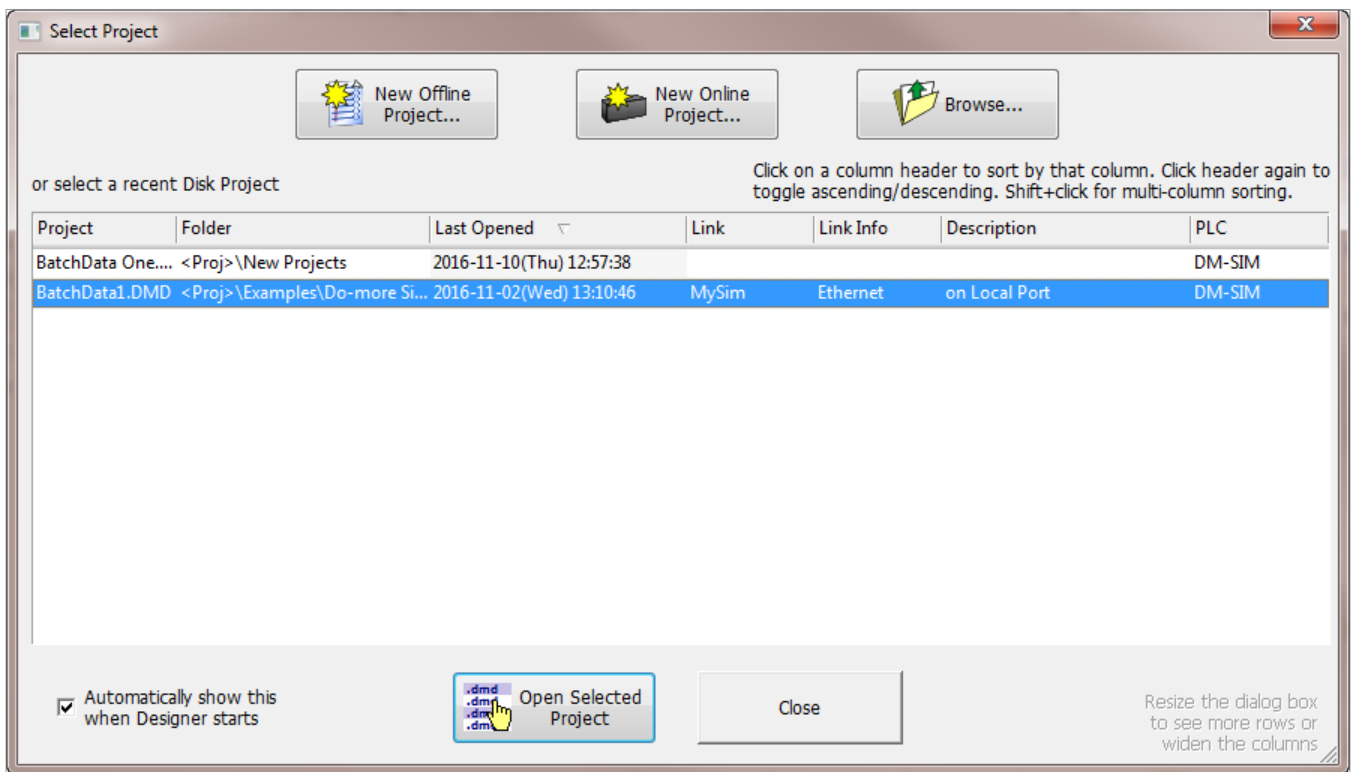 Select Project
New Offline
Project...
New Online
Project...
Browse...
or select a recent Disk Project
Click on a column header to sort by that column. Click header again to
toggle ascending/descending. Shift+click for multi-column sorting.
Project Folder Last Opened Link Link Info Description PLC
BatchData One.... <Proj>\New Projects 2016-11-10(Thu) 12:57:38 DM-SIM
BatchData1.DMD <Proj>\Examples\Do-more Si... 2016-11-02(Wed) 13:10:46 MySim Ethernet on Local Port DM-SIM
Automatically show this
when Designer starts
.dmd
.dmd
.dm
.dm
Open Selected
Project
Close
Resize the dialog box
to see more rows or
widen the columns